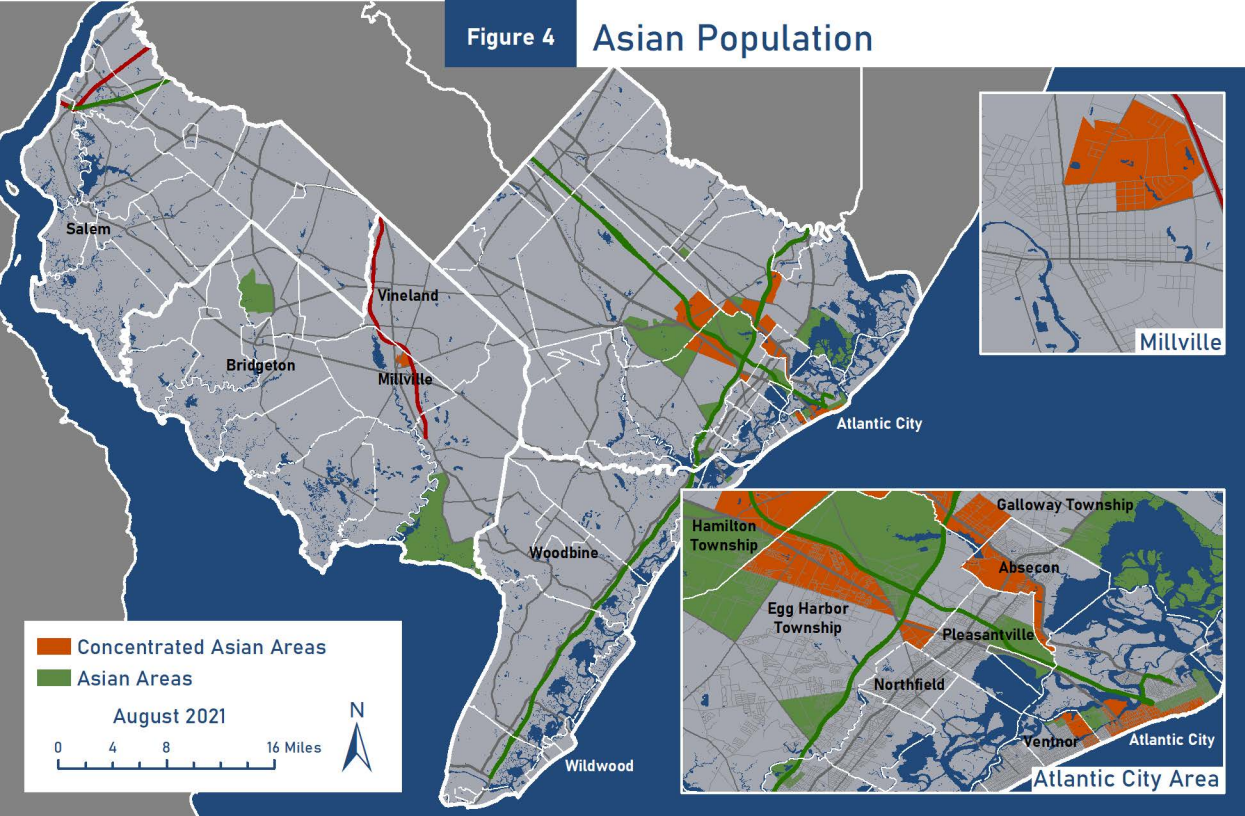 Figure 4
Asian Population
Millville
Salem
Vineland
Bridgeton
Millville
Atlantic City
Woodbine
Wildwood
Hamilton
Township
Galloway Township
Absecon
Egg Harbor
Township
Pleasantville
Northfield
Ventnor
Atlantic City
Atlantic City Area
Concentrated Asian Areas
Asian Areas
August 2021
N
0 4 8 16 Miles